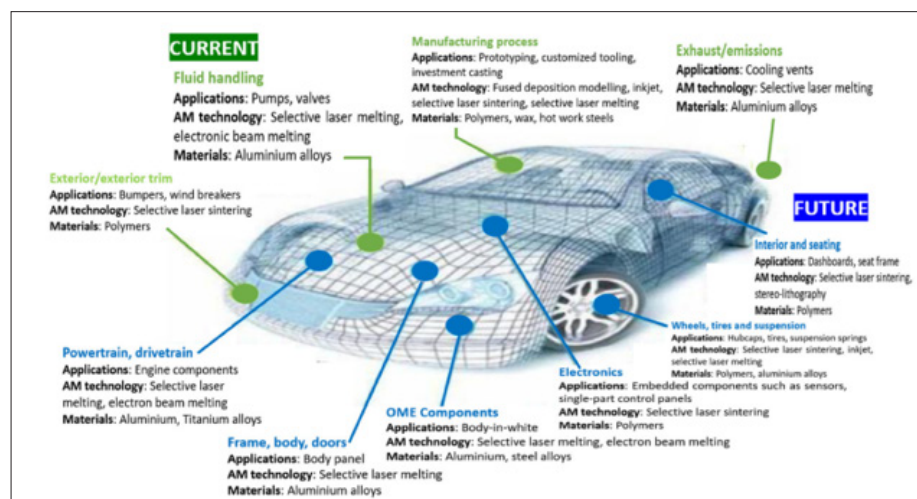 CURRENT
Fluid handling
Applications: Pumps, valves
AM technology: Selective laser melting,
electronic beam melting
Materials: Aluminium alloys
Manufacturing process
Applications: Prototyping, customized tooling,
investment casting
AM technology: Fused deposition modelling, inkjet,
selective laser sintering, selective laser melting
Materials: Polymers, wax, hot work steels
Exhaust/emissions
Applications: Cooling vents
AM technology: Selective laser melting
Materials: Aluminium alloys
Exterior/exterior trim
Applications: Bumpers, wind breakers
AM technology: Selective laser sintering
Materials: Polymers
FUTURE
Interior and seating
Applications: Dashboards, seat frame
AM technology: Selective laser sintering,
stereo-lithography
Materials: Polymers
Wheels, tires and suspension
Applications: Hubcaps, tires, suspension springs
AM technology: Selective laser sintering, inkjet,
selective laser melting
Materials: Polymers, aluminium alloys
Powertrain, drivetrain
Applications: Engine components
AM technology: Selective laser
melting, electron beam melting
Materials: Aluminium, Titanium alloys
Electronics
Applications: Embedded components such as sensors,
single-part control panels
AM technology: Selective laser sintering
Materials: Polymers
OME Components
Applications: Body-in-white
AM technology: Selective laser melting, electron beam melting
Materials: Aluminum, steel alloys
Frame, body, doors
Applications: Body panel
AM technology: Selective laser melting
Materials: Aluminium alloys